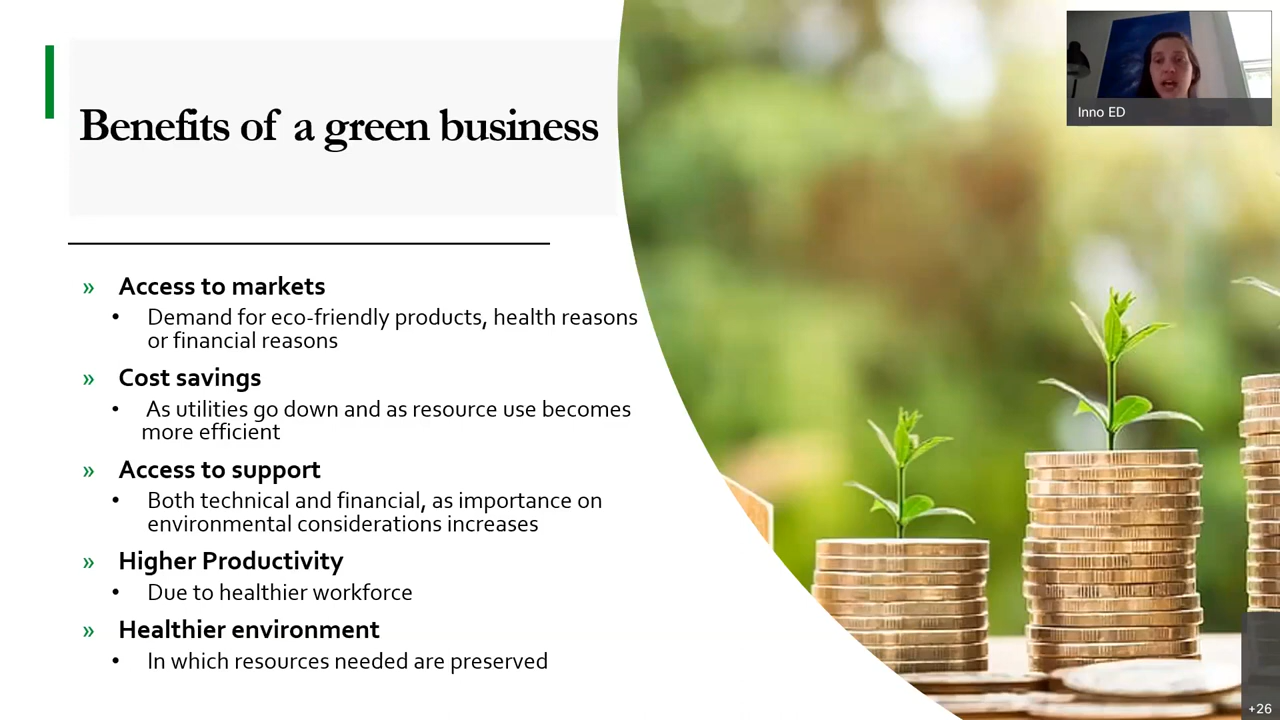 Benefits of a green business
Inno ED
» Access to markets
• Demand for eco-friendly products, health reasons
or financial reasons
» Cost savings
• As utilities go down and as resource use becomes
more efficient
» Access to support
• Both technical and financial, as importance on
environmental considerations increases
» Higher Productivity
• Due to healthier workforce
» Healthier environment
• In which resources needed are preserved
+26